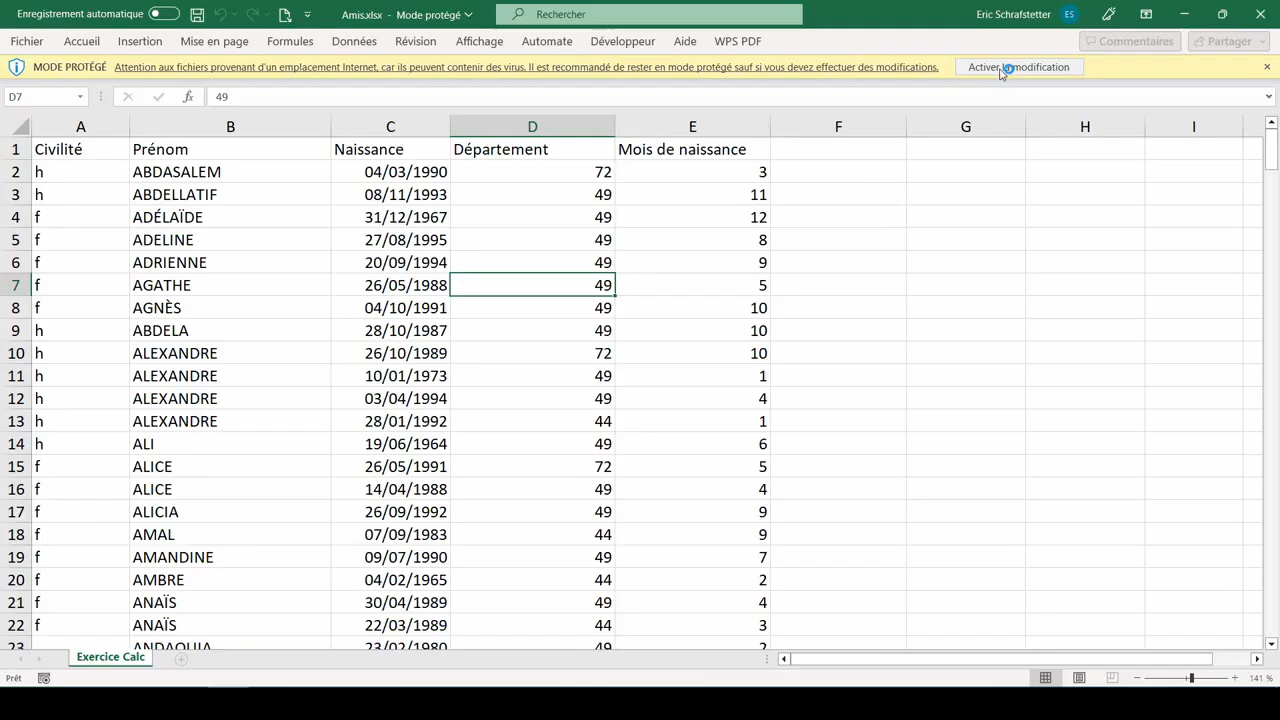 Enregistrement automatique Amis.xlsx - Mode protégé Rechercher Eric Schrafstetter ES
Fichier Accueil Insertion Mise en page Formules Données Révision Affichage Automate Développeur Aide WPS PDF Commentaires Partager
MODE PROTÉGÉ Attention aux fichiers provenant d'un emplacement Internet, car ils peuvent contenir des virus. Il est recommandé de rester en mode protégé sauf si vous devez effectuer des modifications. Activer la modification
D7 fx 49
A B C D E F G H I
1 Civilité Prénom Naissance Département Mois de naissance
2 h ABDASALEM 04/03/1990 72 3
3 h ABDELLATIF 08/11/1993 49 11
4 f ADÉLAÏDE 31/12/1967 49 12
5 f ADELINE 27/08/1995 49 8
6 f ADRIENNE 20/09/1994 49 9
7 f AGATHE 26/05/1988 49 5
8 f AGNÈS 04/10/1991 49 10
9 h ABDELA 28/10/1987 49 10
10 h ALEXANDRE 26/10/1989 72 10
11 h ALEXANDRE 10/01/1973 49 1
12 h ALEXANDRE 03/04/1994 49 4
13 h ALEXANDRE 28/01/1992 44 1
14 h ALI 19/06/1964 49 6
15 f ALICE 26/05/1991 72 5
16 f ALICE 14/04/1988 49 4
17 f ALICIA 26/09/1992 49 9
18 f AMAL 07/09/1983 44 9
19 f AMANDINE 09/07/1990 49 7
20 f AMBRE 04/02/1965 44 2
21 f ANAÏS 30/04/1989 49 4
22 f ANAÏS 22/03/1989 44 3
23 ANDAQUIA 23/02/1980 49 2
Exercice Calc
Prêt 141 %